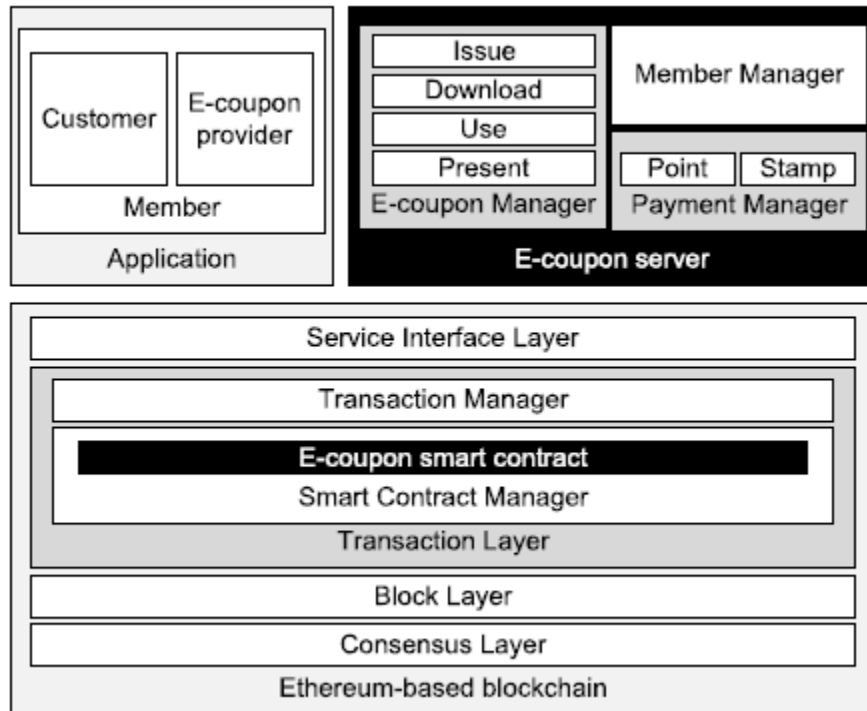 Customer
E-coupon
provider
Member
Application
Issue
Download
Use
Present
E-coupon Manager
Member Manager
Point
Stamp
Payment Manager
E-coupon server
Service Interface Layer
Transaction Manager
E-coupon smart contract
Smart Contract Manager
Transaction Layer
Block Layer
Consensus Layer
Ethereum-based blockchain